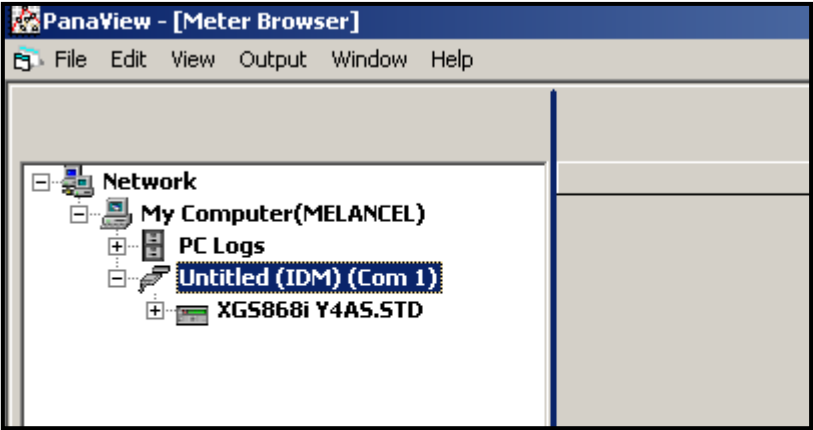 PanaView - [Meter Browser]
File Edit View Output Window Help
Network
My Computer(MELANCEL)
PC Logs
Untitled (IDM) (Com 1)
XGS868i Y4AS.STD